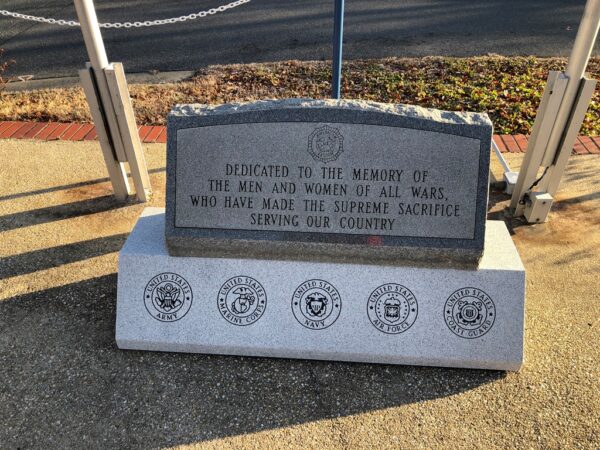 DEDICATED TO THE MEMORY OF
THE MEN AND WOMEN OF ALL WARS,
WHO HAVE MADE THE SUPREME SACRIFICE
SERVING OUR COUNTRY
UNITED STATES
ARMY
UNITED STATES
MARINE CORPS
UNITED STATES
NAVY
UNITED STATES
AIR FORCE
UNITED STATES
COAST GUARD